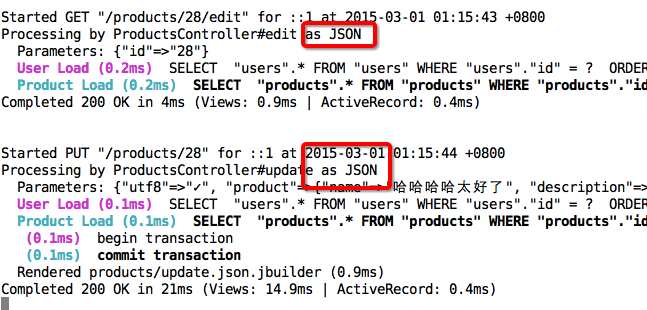 Started GET "/products/28/edit" for ::1 at 2015-03-01 01:15:43 +0800
Processing by ProductsController#edit as JSON
  Parameters: {"id"=>"28"}
  User Load (0.2ms)  SELECT  "users".* FROM "users" WHERE "users"."id" = ?  ORDER
  Product Load (0.2ms)  SELECT  "products".* FROM "products" WHERE "products"."id
Completed 200 OK in 4ms (Views: 0.9ms | ActiveRecord: 0.4ms)
Started PUT "/products/28" for ::1 at 2015-03-01 01:15:44 +0800
Processing by ProductsController#update as JSON
  Parameters: {"utf8"=>"✓", "product"=>{"name"=>"哈哈哈哈太好了", "description"=>
  User Load (0.1ms)  SELECT  "users".* FROM "users" WHERE "users"."id" = ?  ORDER
  Product Load (0.1ms)  SELECT  "products".* FROM "products" WHERE "products"."id
   (0.1ms)  begin transaction
   (0.1ms)  commit transaction
  Rendered products/update.json.jbuilder (0.9ms)
Completed 200 OK in 21ms (Views: 14.9ms | ActiveRecord: 0.4ms)